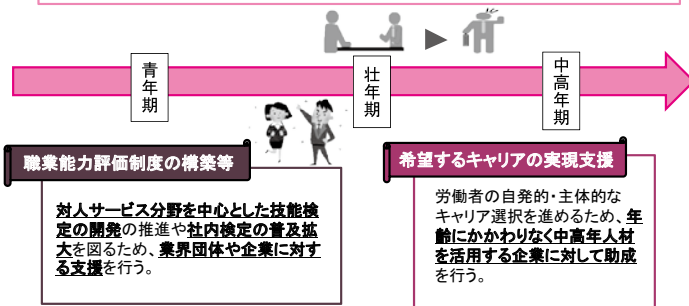 青年期
壮年期
中高年期
職業能力評価制度の構築等
対人サービス分野を中心とした技能検
定の開発の推進や社内検定の普及拡
大を図るため、業界団体や企業に対す
る支援を行う。
希望するキャリアの実現支援
労働者の自発的・主体的な
キャリア選択を進めるため、年
齢にかかわりなく中高年人材
を活用する企業に対して助成
を行う。